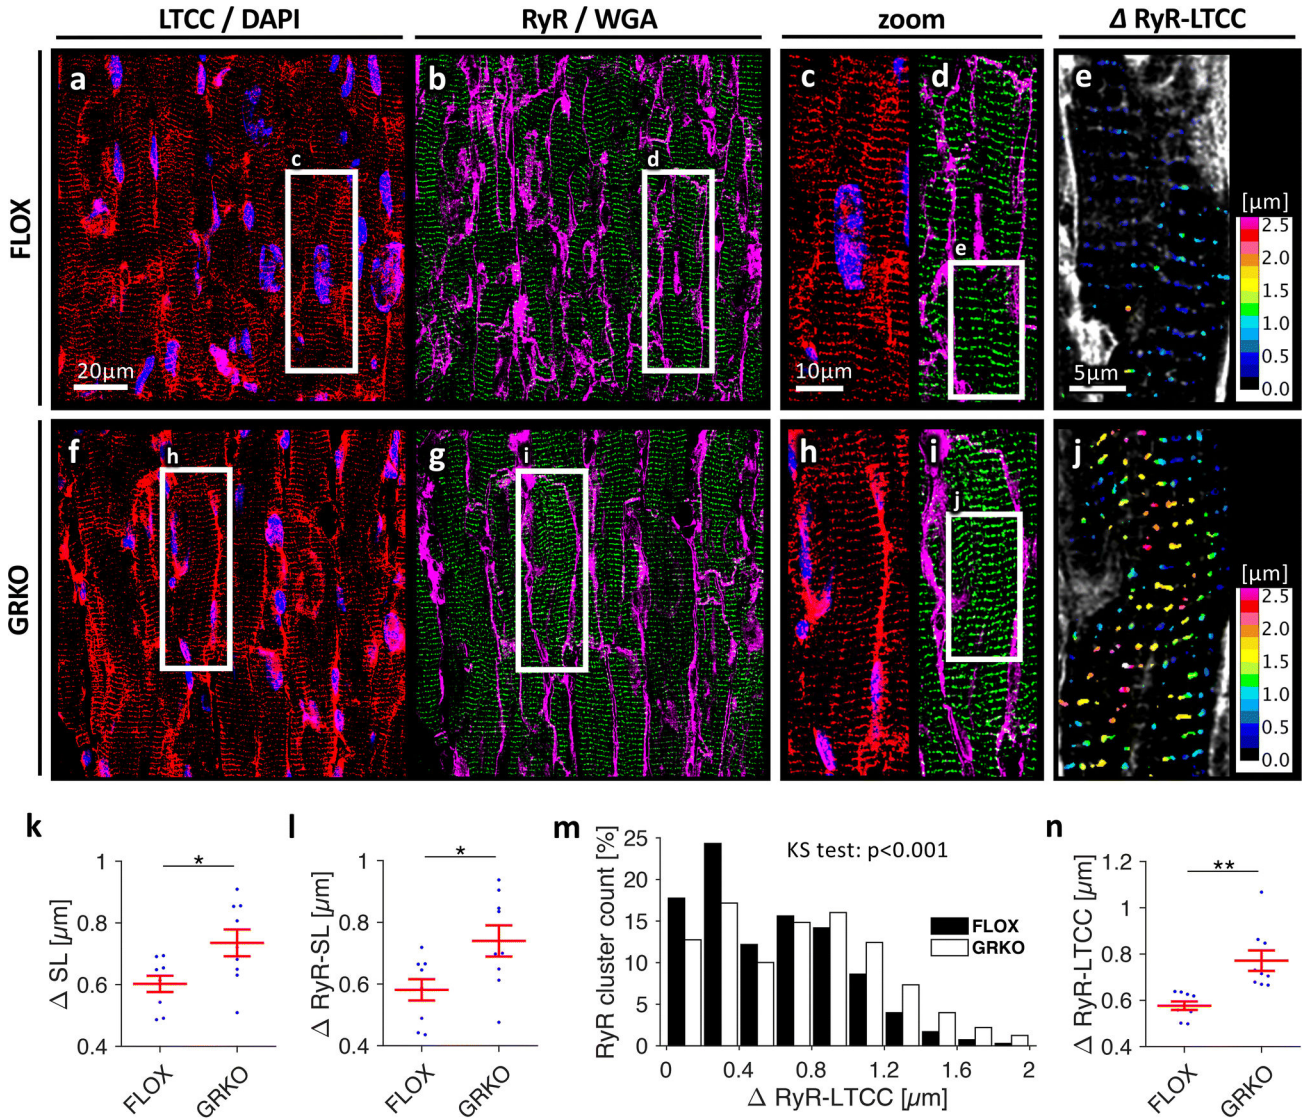 LTCC / DAPI
RyR / WGA
zoom
Δ RyR-LTCC
FLOX
a
c
20µm
b
d
c
10µm
d
e
e
5µm
[µm]
2.5
2.0
1.5
1.0
0.5
0.0
GRKO
f
h
g
i
h
i
j
j
[µm]
2.5
2.0
1.5
1.0
0.5
0.0
k
Δ SL [µm]
1
0.8
0.6
0.4
*
FLOX
GRKO
l
Δ RyR-SL [µm]
1
0.8
0.6
0.4
*
FLOX
GRKO
m
RyR cluster count [%]
25
20
15
10
5
0
KS test: p<0.001
FLOX
GRKO
0
0.4
0.8
1.2
1.6
2
Δ RyR-LTCC [µm]
n
Δ RyR-LTCC [µm]
1.2
1
0.8
0.6
0.4
**
FLOX
GRKO